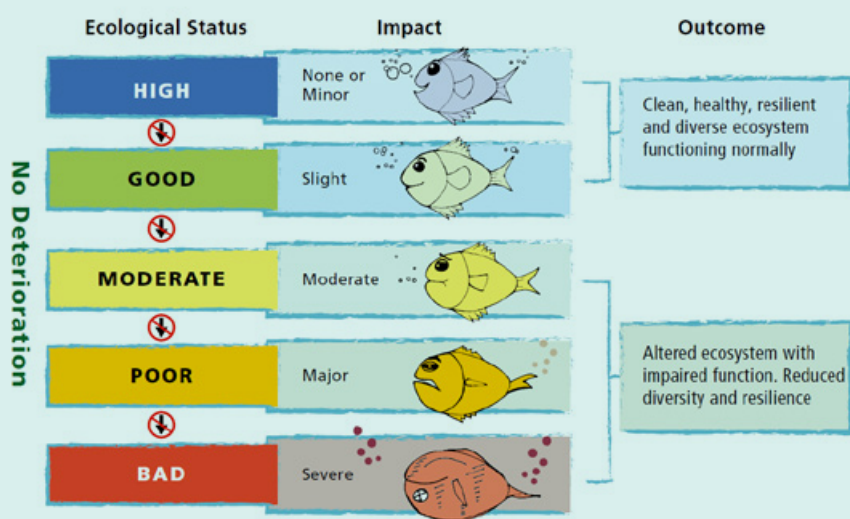 Ecological Status
Impact
Outcome
No Deterioration
HIGH
None or
Minor
GOOD
Slight
Clean, healthy, resilient
and diverse ecosystem
functioning normally
MODERATE
Moderate
POOR
Major
BAD
Severe
Altered ecosystem with
impaired function. Reduced
diversity and resilience